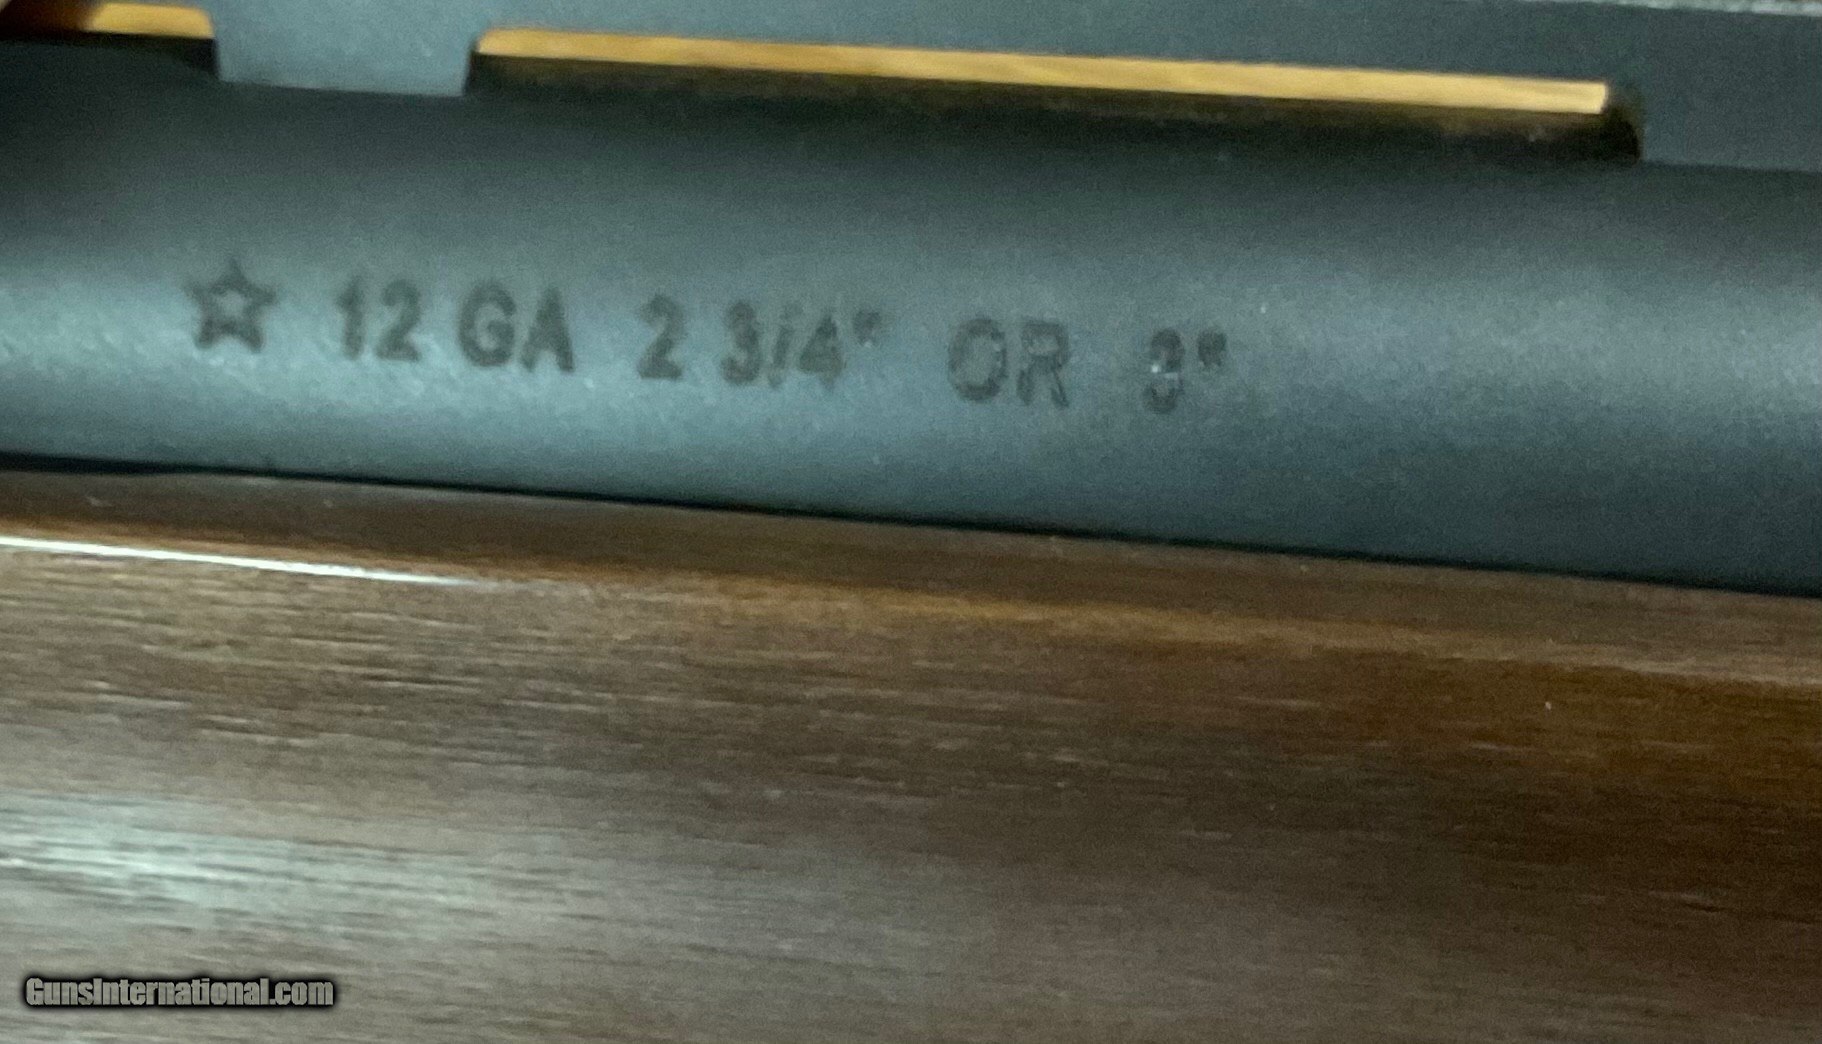 ☆ 12 GA 2 3/4" OR 3"
GunsInternational.com